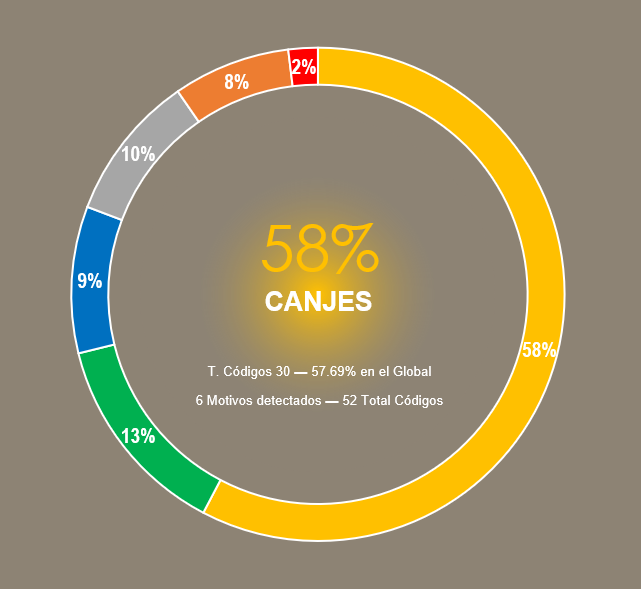 2%
8%
10%
58%
9%
CANJES
58%
T. Códigos 30 — 57.69% en el Global
6 Motivos detectados — 52 Total Códigos
13%